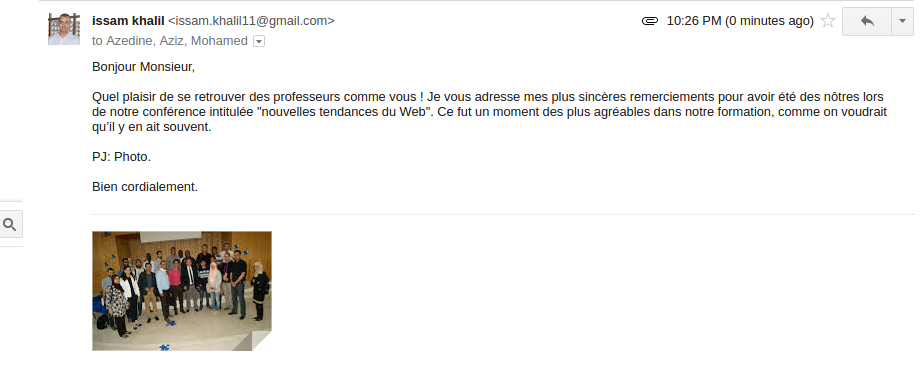 issam khalil <issam.khalil11@gmail.com> 10:26 PM (0 minutes ago)
to Azedine, Aziz, Mohamed
Bonjour Monsieur,
Quel plaisir de se retrouver des professeurs comme vous ! Je vous adresse mes plus sincères remerciements pour avoir été des nôtres lors
de notre conférence intitulée "nouvelles tendances du Web". Ce fut un moment des plus agréables dans notre formation, comme on voudrait
qu'il y en ait souvent.
PJ: Photo.
Bien cordialement.